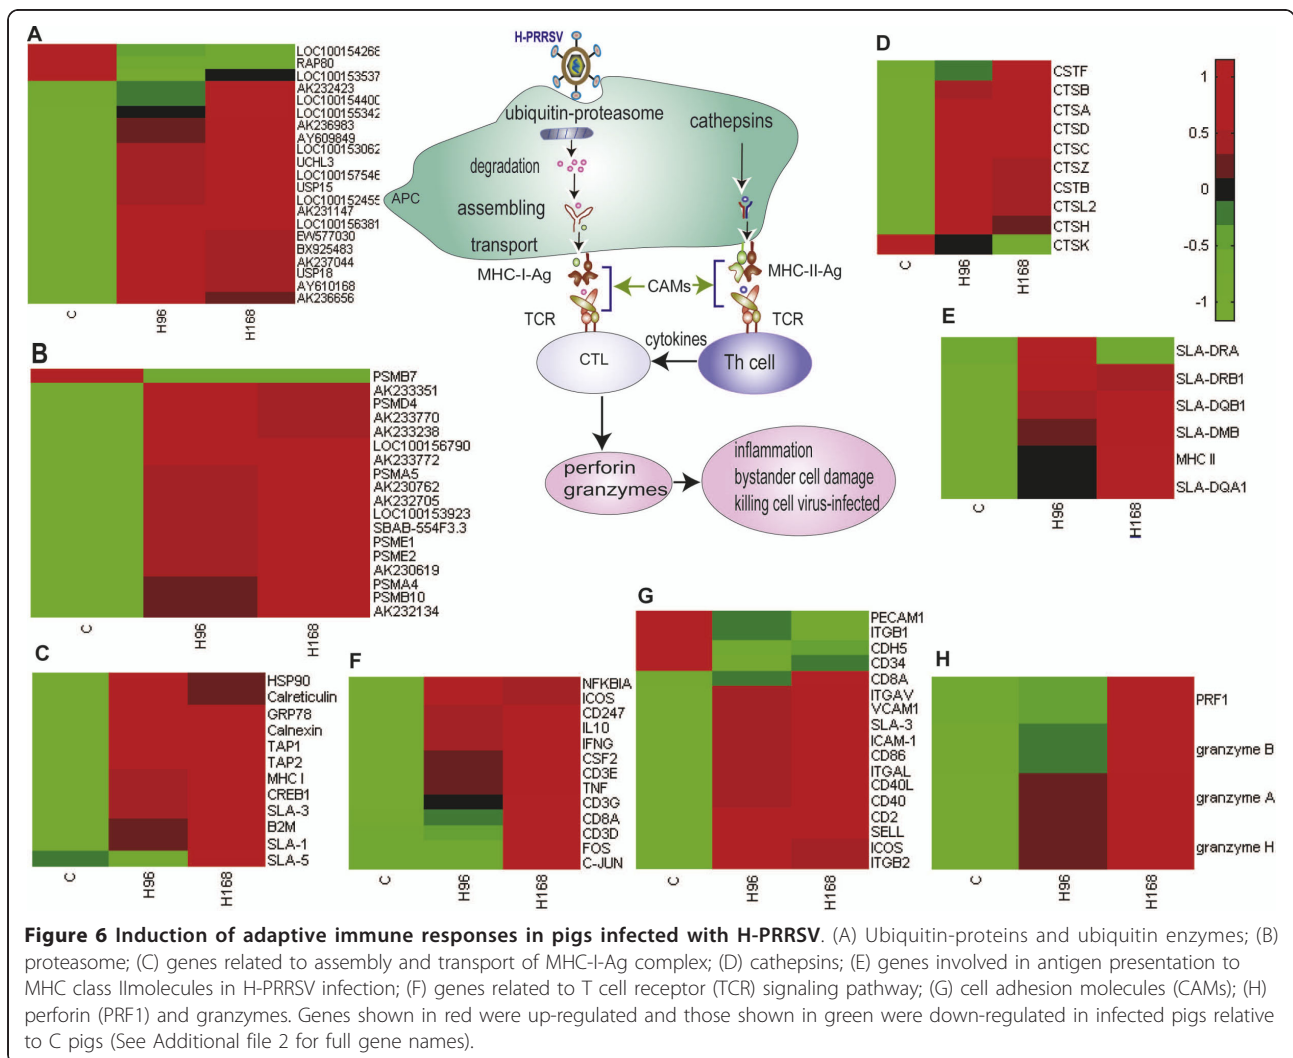 A
LOC100154266
RAP80
LOC100153537
AK232423
LOC100154400
LOC100155342
AK236983
AY609849
LOC100153062
UCHL3
LOC100157546
USP15
LOC100152455
AK231147
LOC100156381
EW577030
BX925483
AK237044
USP18
AY610168
AK236656
C
H96
H168
H-PRRSV
ubiquitin-proteasome
cathepsins
degradation
APC
assembling
transport
MHC-I-Ag
MHC-II-Ag
CAMs
TCR
TCR
cytokines
CTL
Th cell
perforin
granzymes
inflammation
bystander cell damage
killing cell virus-infected
D
CSTF
CTSB
CTSA
CTSD
CTSC
CTSZ
CSTB
CTSL2
CTSH
CTSK
C
H96
H168
1
0.5
0
-0.5
-1
E
SLA-DRA
SLA-DRB1
SLA-DQB1
SLA-DMB
MHC II
SLA-DQA1
C
H96
H168
B
PSMB7
AK233351
PSMD4
AK233770
AK233238
LOC100156790
AK233772
PSMA5
AK230762
AK232705
LOC100153923
SBAB-554F3.3
PSME1
PSME2
AK230619
PSMA4
PSMB10
AK232134
C
H96
H168
C
HSP90
Calreticulin
GRP78
Calnexin
TAP1
TAP2
MHC I
CREB1
SLA-3
B2M
SLA-1
SLA-5
C
H96
H168
F
NFKBIA
ICOS
CD247
IL10
IFNG
CSF2
CD3E
TNF
CD3G
CD8A
CD3D
FOS
C-JUN
C
H96
H168
G
PECAM1
ITGB1
CDH5
CD34
CD8A
ITGAV
VCAM1
SLA-3
ICAM-1
CD86
ITGAL
CD40L
CD40
CD2
SELL
ICOS
ITGB2
C
H96
H168
H
PRF1
granzyme B
granzyme A
granzyme H
C
H96
H168
Figure 6 Induction of adaptive immune responses in pigs infected with H-PRRSV. (A) Ubiquitin-proteins and ubiquitin enzymes; (B)
proteasome; (C) genes related to assembly and transport of MHC-I-Ag complex; (D) cathepsins; (E) genes involved in antigen presentation to
MHC class IImolecules in H-PRRSV infection; (F) genes related to T cell receptor (TCR) signaling pathway; (G) cell adhesion molecules (CAMs); (H)
perforin (PRF1) and granzymes. Genes shown in red were up-regulated and those shown in green were down-regulated in infected pigs relative
to C pigs (See Additional file 2 for full gene names).